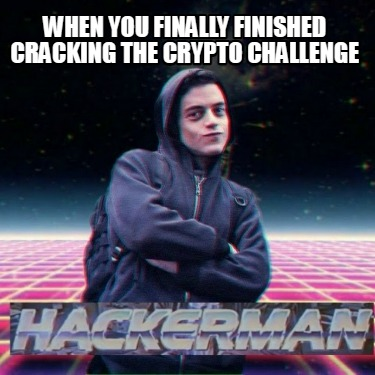 WHEN YOU FINALLY FINISHED
CRACKING THE CRYPTO CHALLENGE
HACKERMAN